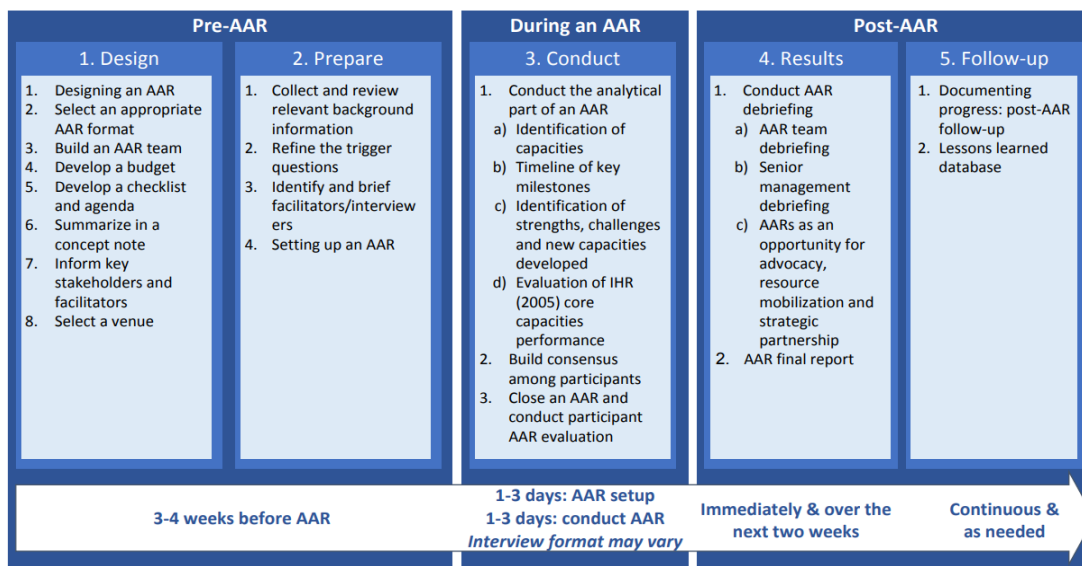 Pre-AAR
During an AAR
Post-AAR
1. Design
1. Designing an AAR
2. Select an appropriate
AAR format
3. Build an AAR team
4. Develop a budget
5. Develop a checklist
and agenda
6. Summarize in a
concept note
7. Inform key
stakeholders and
facilitators
8. Select a venue
2. Prepare
1. Collect and review
relevant background
information
2. Refine the trigger
questions
3. Identify and brief
facilitators/interview
ers
4. Setting up an AAR
3. Conduct
1. Conduct the analytical
part of an AAR
a) Identification of
capacities
b) Timeline of key
milestones
c) Identification of
strengths, challenges
and new capacities
developed
d) Evaluation of IHR
(2005) core
capacities
performance
2. Build consensus
among participants
3. Close an AAR and
conduct participant
AAR evaluation
4. Results
1. Conduct AAR
debriefing
a) AAR team
debriefing
b) Senior
management
debriefing
c) AARs as an
opportunity for
advocacy,
resource
mobilization and
strategic
partnership
2. AAR final report
5. Follow-up
1. Documenting
progress: post-AAR
follow-up
2. Lessons learned
database
3-4 weeks before AAR
1-3 days: AAR setup
1-3 days: conduct AAR
Interview format may vary
Immediately & over the
next two weeks
Continuous &
as needed